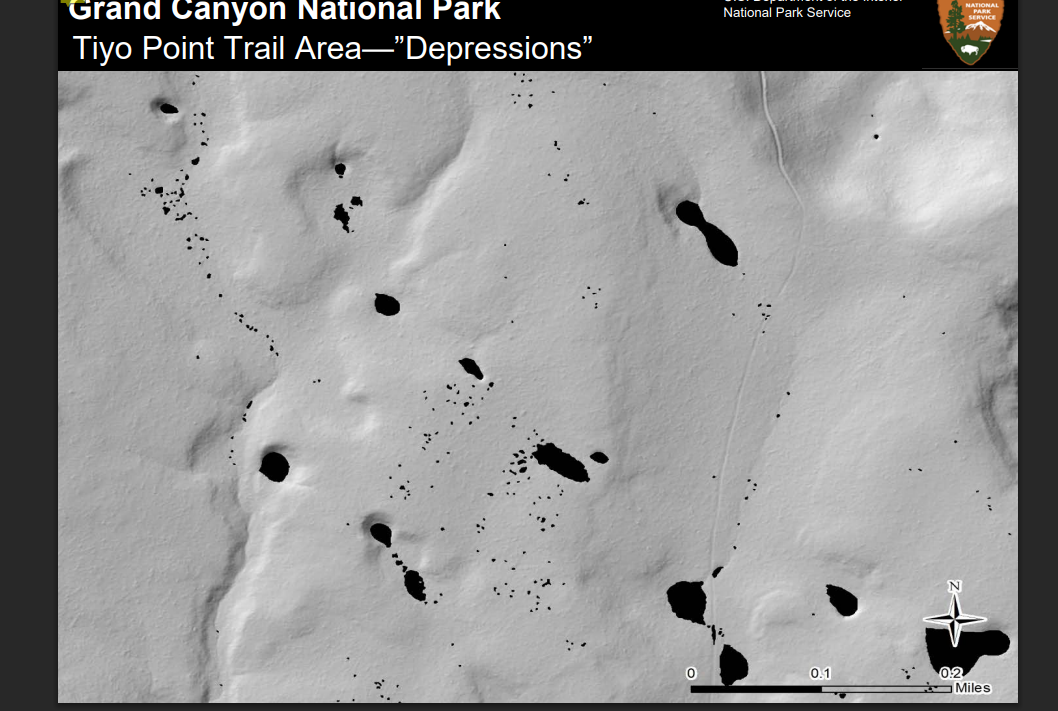 Grand Canyon National Park
National Park Service
Tiyo Point Trail Area—”Depressions”
NATIONAL
PARK
SERVICE
N
0 0.1 0.2
Miles